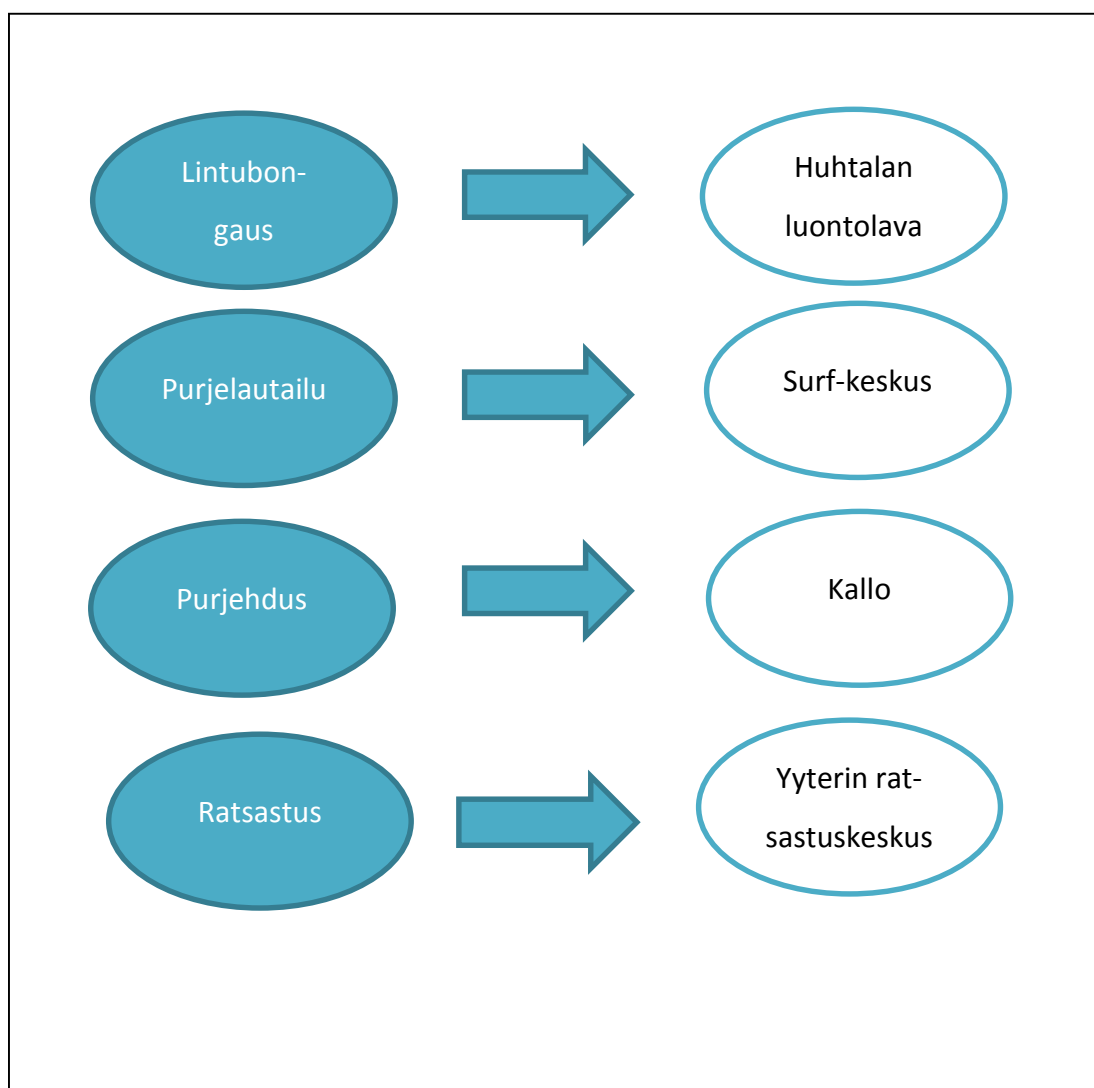 Lintubon-
gaus
Huhtalan
luontolava
Purjelautailu
Surf-keskus
Purjehdus
Kallo
Ratsastus
Yyterin rat-
sastuskeskus